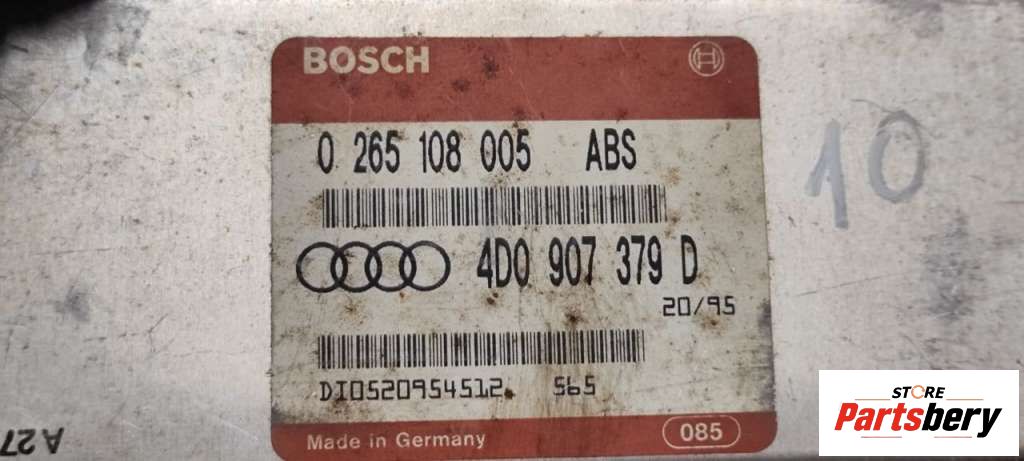 BOSCH
0 265 108 005 ABS
10
4D0 907 379 D
20/95
DI0520954512. 565
Made in Germany
085
A27
STORE
Partsbery